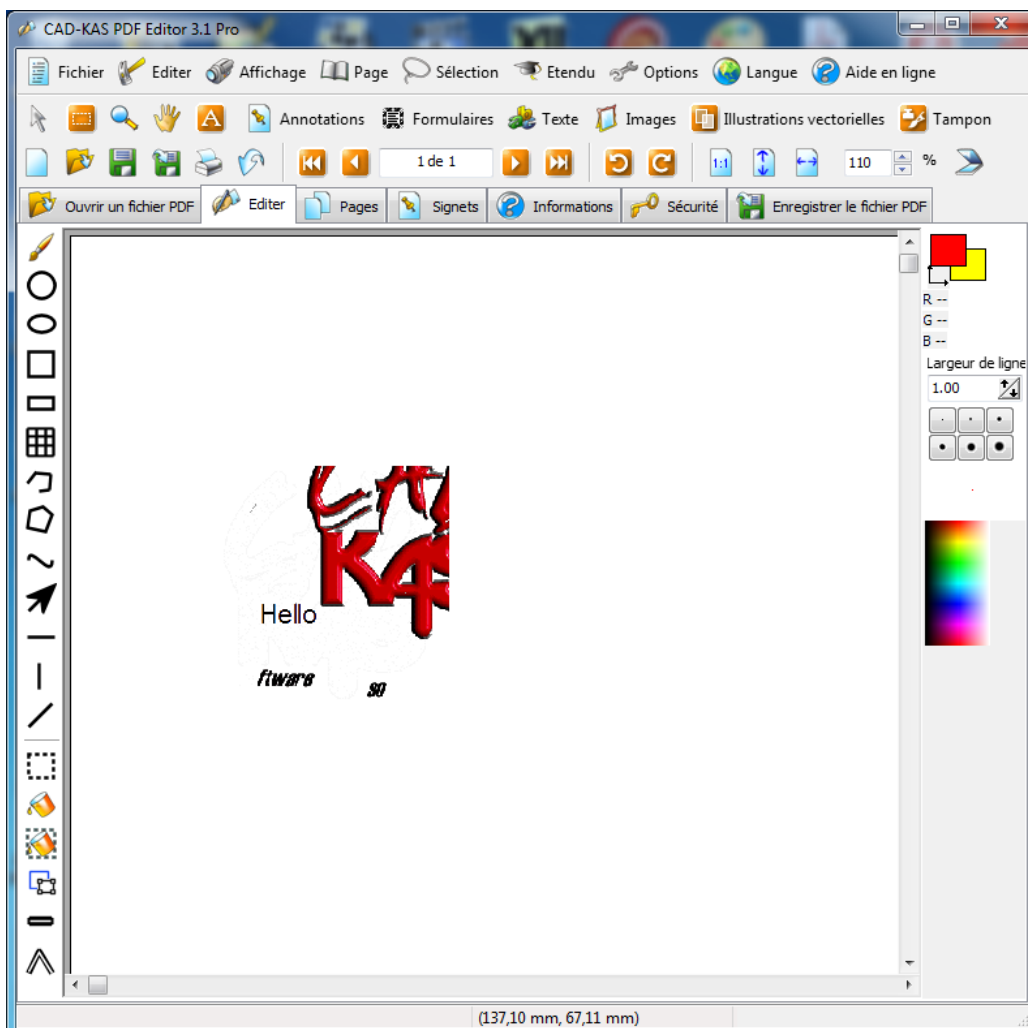 CAD-KAS PDF Editor 3.1 Pro
Fichier Editer Affichage Page Sélection Etendu Options Langue Aide en ligne
A Annotations Formulaires Texte Images Illustrations vectorielles Tampon
1 de 1 1:1 110 %
Ouvrir un fichier PDF Editer Pages Signets Informations Sécurité Enregistrer le fichier PDF
R --
G --
B --
Largeur de ligne
1.00
CA
KAS
Hello
ftware
so
(137,10 mm, 67,11 mm)